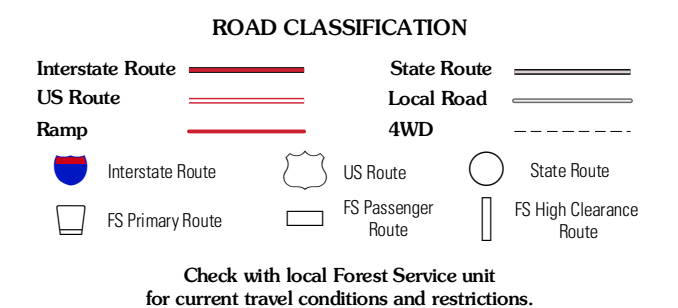 ROAD CLASSIFICATION
Interstate Route
State Route
US Route
Local Road
Ramp
4WD
Interstate Route
US Route
State Route
FS Primary Route
FS Passenger
Route
FS High Clearance
Route
Check with local Forest Service unit
for current travel conditions and restrictions.